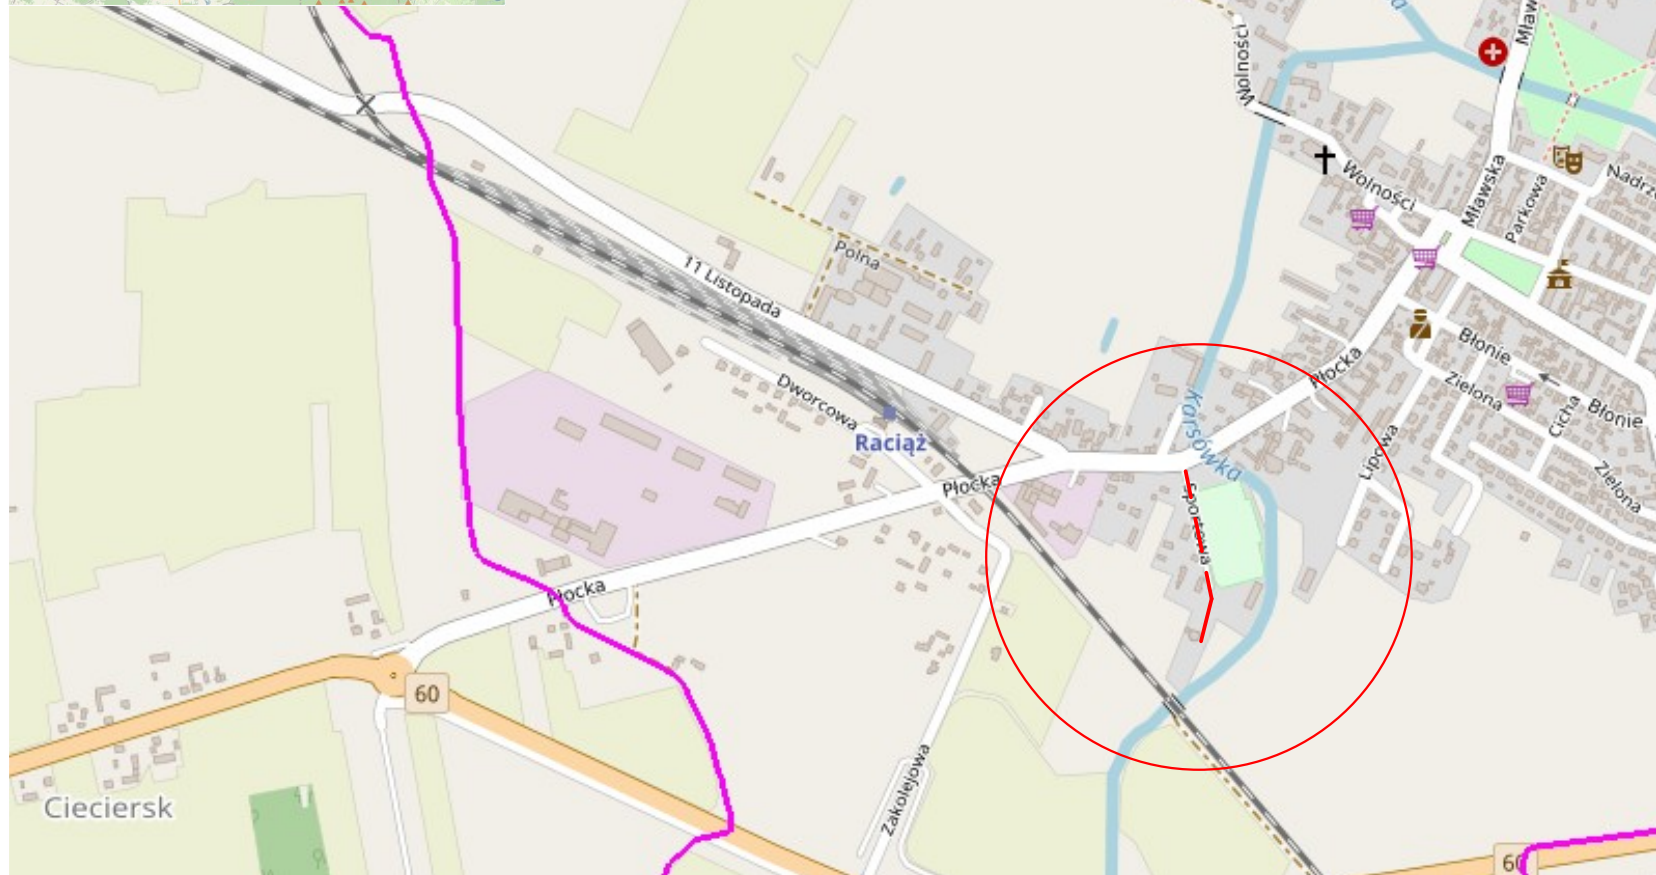 Wolności
Mław
Wolności
Mławska
Parkowa
Nadrz
Polna
11 Listopada
Płocka
Błonie
Zielona
Błonie
Cicha
Zielona
Lipowa
Dworcowa
Raciąż
Karsówka
Płocka
Sportowa
Płocka
60
Cieciersk
Zakolejowa
60